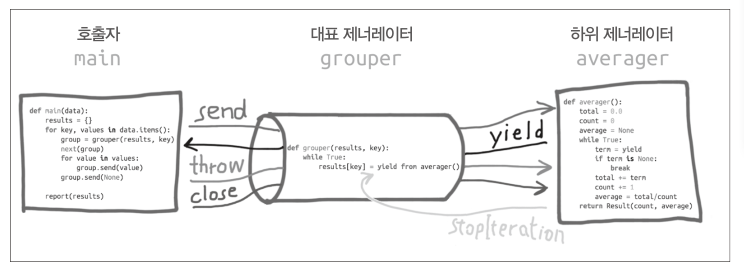 호출자
main
대표 제너레이터
grouper
하위 제너레이터
averager
def main(data):
    results = {}
    for key, values in data.items():
        group = grouper(results, key)
        next(group)
        for value in values:
            group.send(value)
        group.send(None)
    report(results)
send
throw
close
def grouper(results, key):
    while True:
        results[key] = yield from averager()
yield
StopIteration
def averager():
    total = 0.0
    count = 0
    average = None
    while True:
        term = yield
        if term is None:
            break
        total += term
        count += 1
        average = total/count
    return Result(count, average)